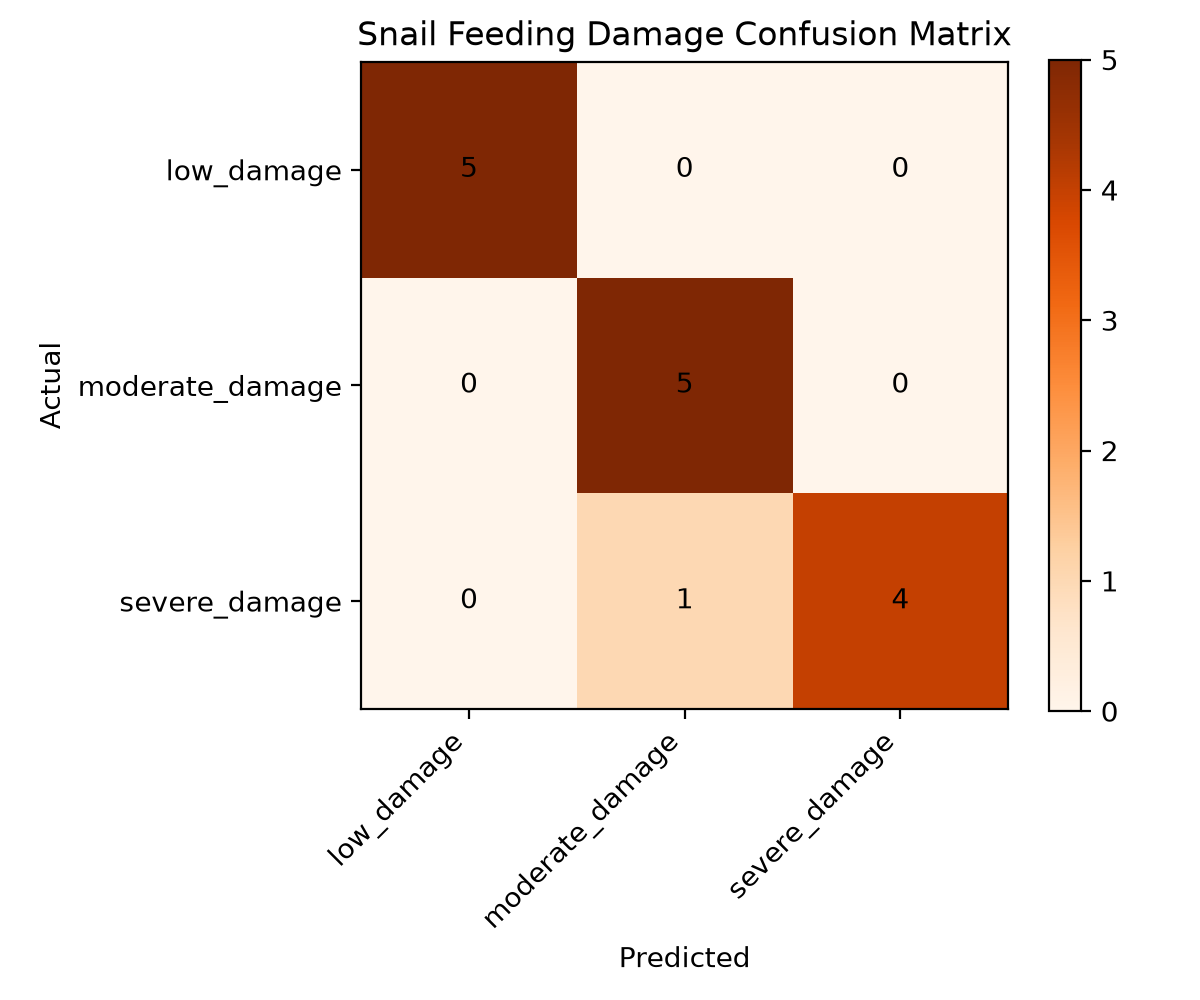 Snail Feeding Damage Confusion Matrix
Actual
low_damage
5 0 0
moderate_damage
0 5 0
severe_damage
0 1 4
low_damage
moderate_damage
severe_damage
Predicted
5
4
3
2
1
0